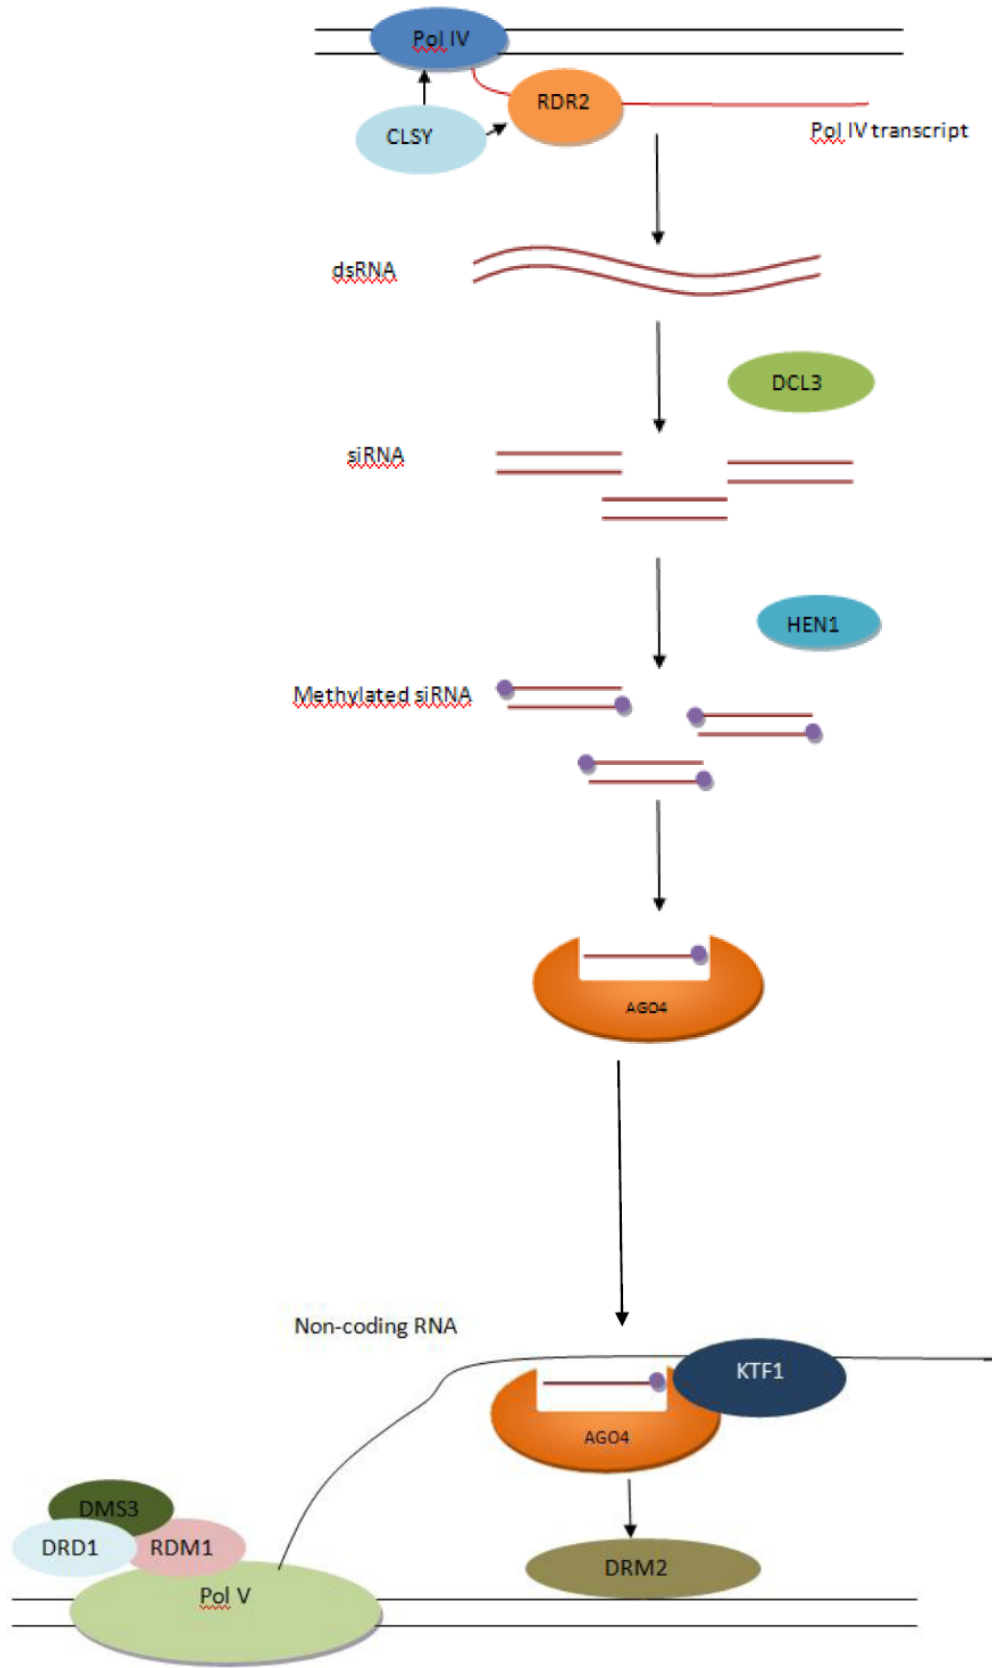 Pol IV
RDR2
CLSY
Pol IV transcript
dsRNA
DCL3
siRNA
HEN1
Methylated siRNA
AGO4
Non-coding RNA
KTF1
AGO4
DMS3
DRD1
RDM1
DRM2
Pol V